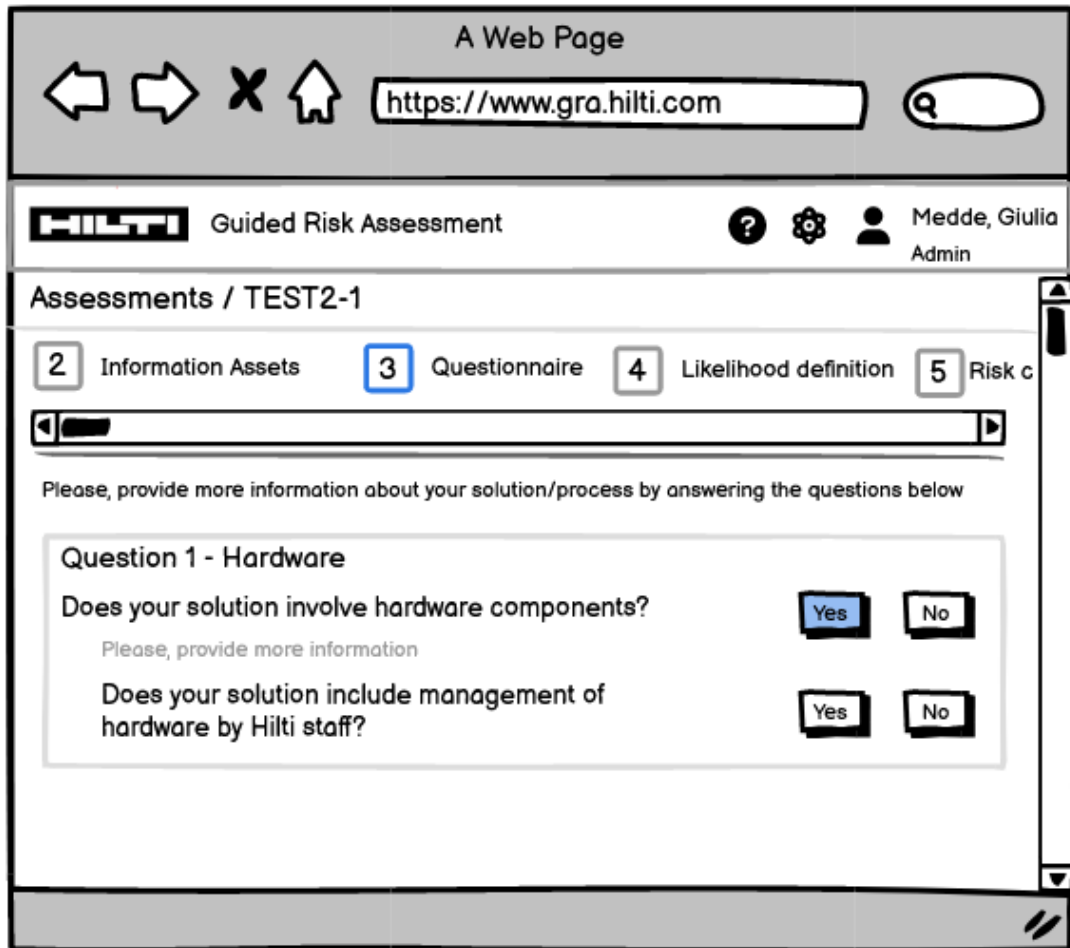 A Web Page
https://www.gra.hilti.com
HILTI Guided Risk Assessment ? Medde, Giulia
Admin
Assessments / TEST2-1
2 Information Assets 3 Questionnaire 4 Likelihood definition 5 Risk c
Please, provide more information about your solution/process by answering the questions below
Question 1 - Hardware
Does your solution involve hardware components? Yes No
Please, provide more information
Does your solution include management of
hardware by Hilti staff? Yes No